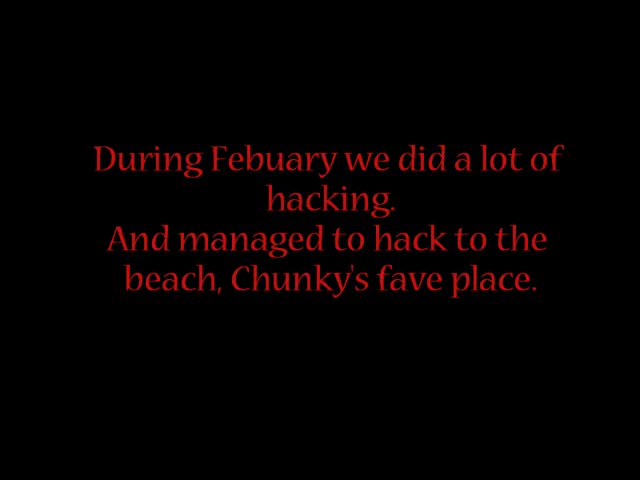 During Febuary we did a lot of
hacking.
And managed to hack to the
beach, Chunky's fave place.